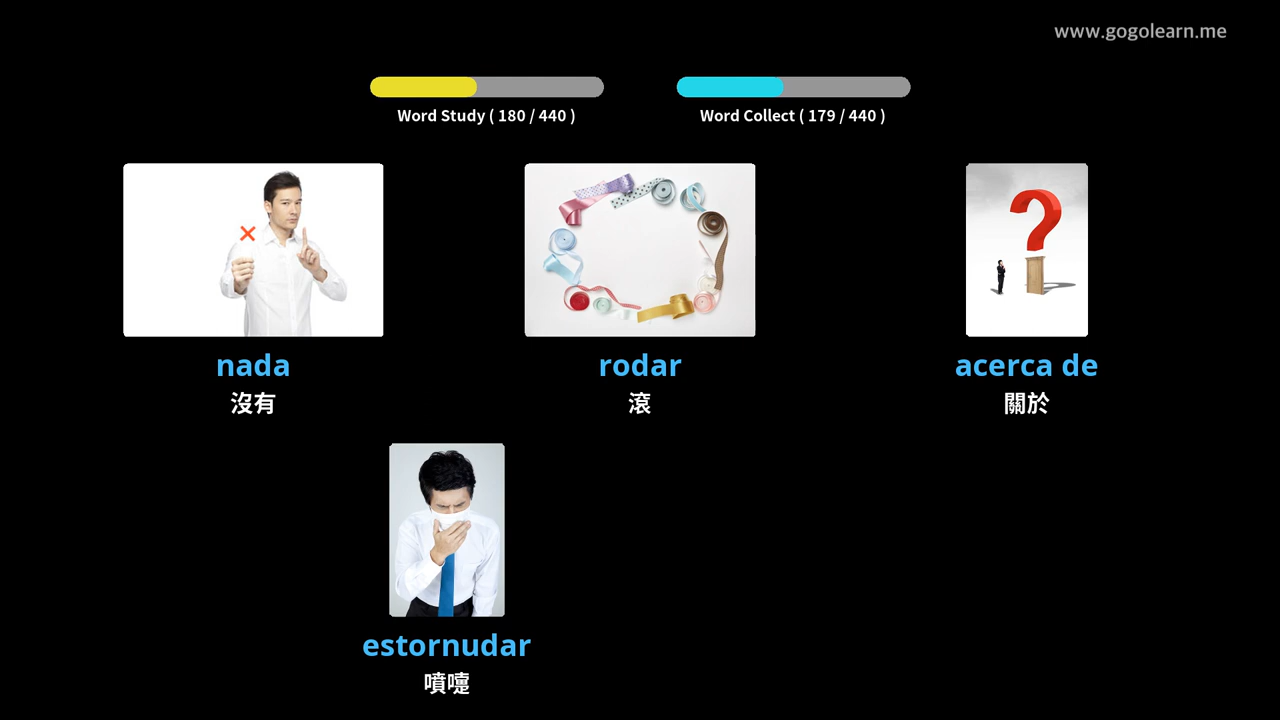 www.gogolearn.me
Word Study ( 180 / 440 )
Word Collect ( 179 / 440 )
nada
沒有
rodar
滾
acerca de
關於
estornudar
噴嚏